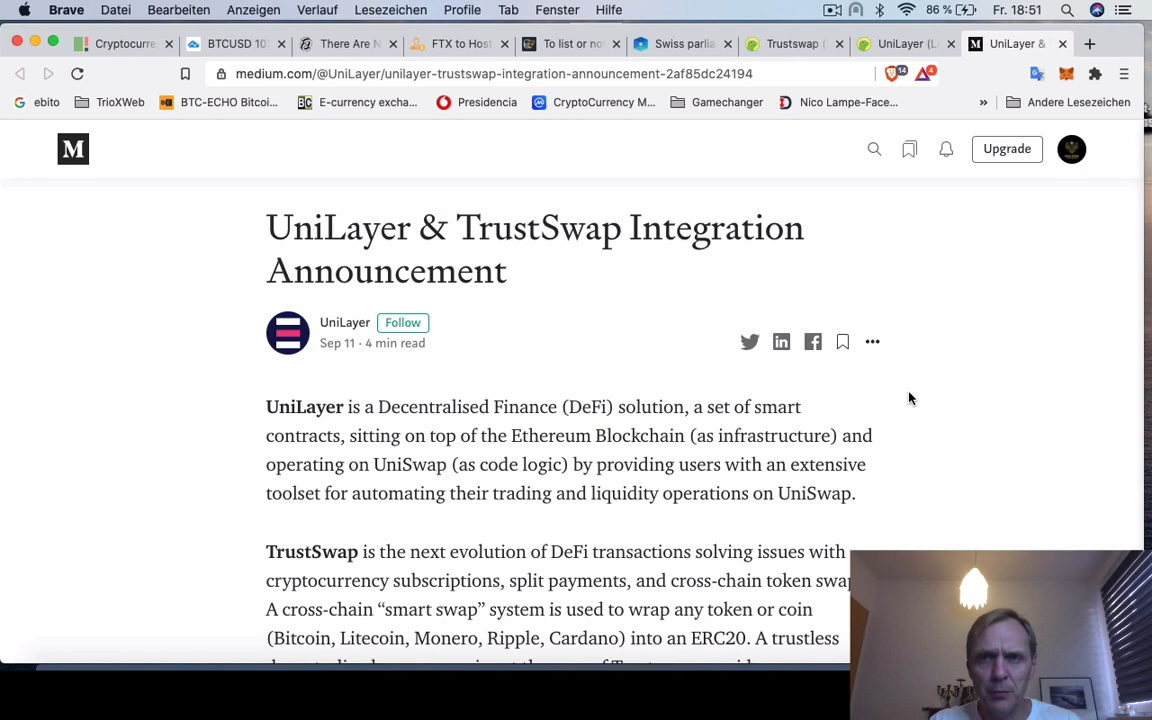 Brave Datei Bearbeiten Anzeigen Verlauf Lesezeichen Profile Tab Fenster Hilfe 86 % Fr. 18:51
Cryptocurre BTCUSD 10 There Are N FTX to Host To list or no Swiss parlia Trustswap ( UniLayer (L UniLayer &
medium.com/@UniLayer/unilayer-trustswap-integration-announcement-2af85dc24194 14 4
ebito TrioXWeb BTC-ECHO Bitcoi... E-currency excha... Presidencia CryptoCurrency M... Gamechanger Nico Lampe-Face... » Andere Lesezeichen
M Upgrade
UniLayer & TrustSwap Integration
Announcement
UniLayer Follow
Sep 11 · 4 min read
UniLayer is a Decentralised Finance (DeFi) solution, a set of smart
contracts, sitting on top of the Ethereum Blockchain (as infrastructure) and
operating on UniSwap (as code logic) by providing users with an extensive
toolset for automating their trading and liquidity operations on UniSwap.
TrustSwap is the next evolution of DeFi transactions solving issues with
cryptocurrency subscriptions, split payments, and cross-chain token swap
A cross-chain “smart swap” system is used to wrap any token or coin
(Bitcoin, Litecoin, Monero, Ripple, Cardano) into an ERC20. A trustless